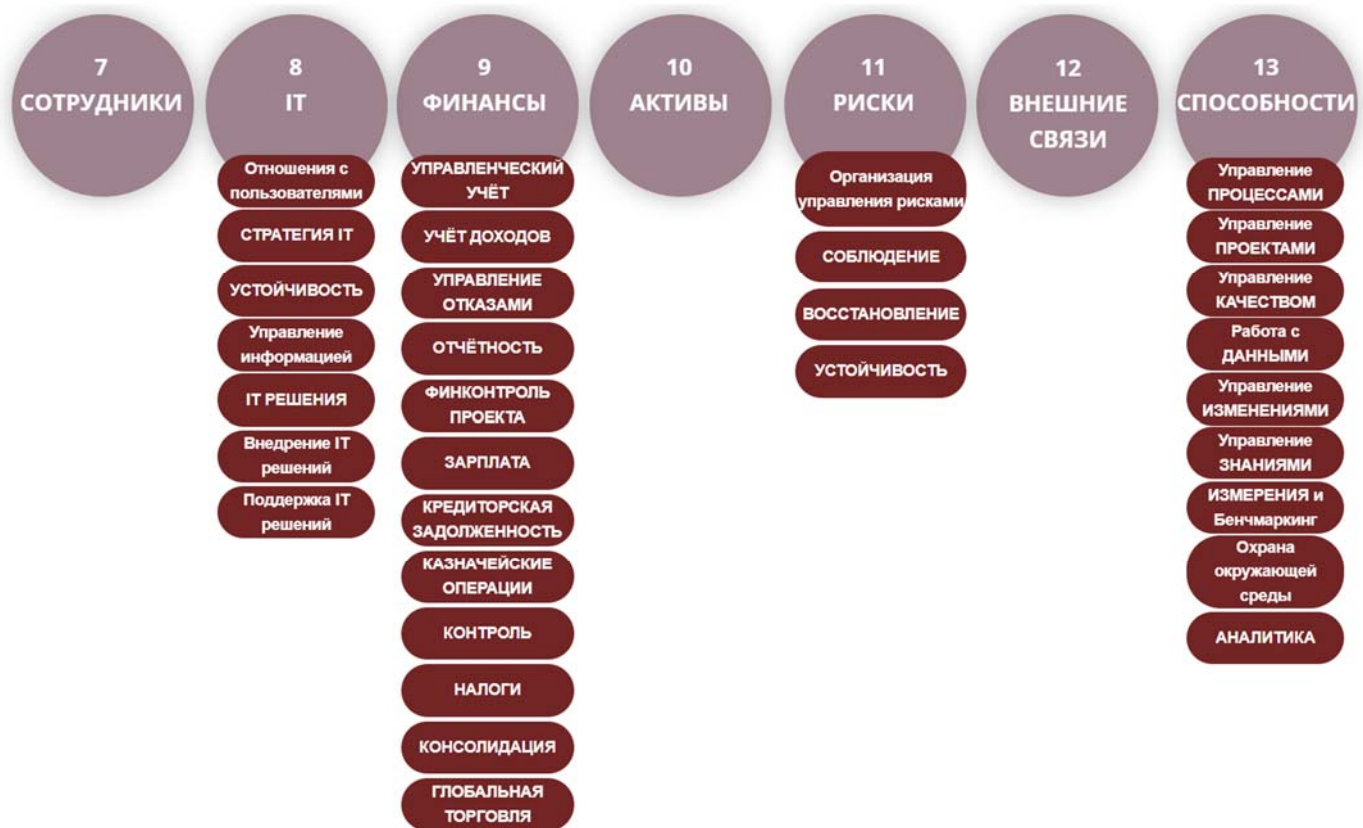 7
СОТРУДНИКИ
8
IT
9
ФИНАНСЫ
10
АКТИВЫ
11
РИСКИ
12
ВНЕШНИЕ
СВЯЗИ
13
СПОСОБНОСТИ
Отношения с
пользователями
СТРАТЕГИЯ IT
УСТОЙЧИВОСТЬ
Управление
информацией
IT РЕШЕНИЯ
Внедрение IT
решений
Поддержка IT
решений
УПРАВЛЕНЧЕСКИЙ
УЧЁТ
УЧЁТ ДОХОДОВ
УПРАВЛЕНИЕ
ОТКАЗАМИ
ОТЧЁТНОСТЬ
ФИНКОНТРОЛЬ
ПРОЕКТА
ЗАРПЛАТА
КРЕДИТОРСКАЯ
ЗАДОЛЖЕННОСТЬ
КАЗНАЧЕЙСКИЕ
ОПЕРАЦИИ
КОНТРОЛЬ
НАЛОГИ
КОНСОЛИДАЦИЯ
ГЛОБАЛЬНАЯ
ТОРГОВЛЯ
Организация
управления рисками
СОБЛЮДЕНИЕ
ВОССТАНОВЛЕНИЕ
УСТОЙЧИВОСТЬ
Управление
ПРОЦЕССАМИ
Управление
ПРОЕКТАМИ
Управление
КАЧЕСТВОМ
Работа с
ДАННЫМИ
Управление
ИЗМЕНЕНИЯМИ
Управление
ЗНАНИЯМИ
ИЗМЕРЕНИЯ и
Бенчмаркинг
Охрана
окружающей
среды
АНАЛИТИКА